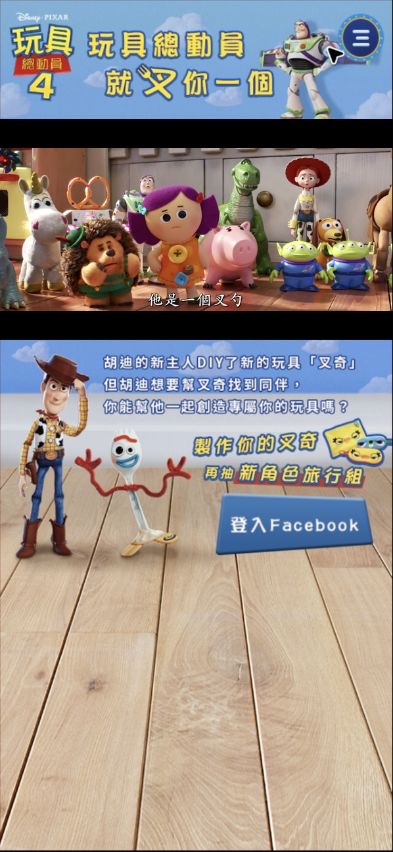 Disney · PIXAR
玩具
總動員
4
玩具總動員
就叉你一個
他是一個叉勺
胡迪的新主人DIY了新的玩具「叉奇」
但胡迪想要幫叉奇找到同伴，
你能幫他一起創造專屬你的玩具嗎？
製作你的叉奇
再抽新角色旅行組
登入Facebook